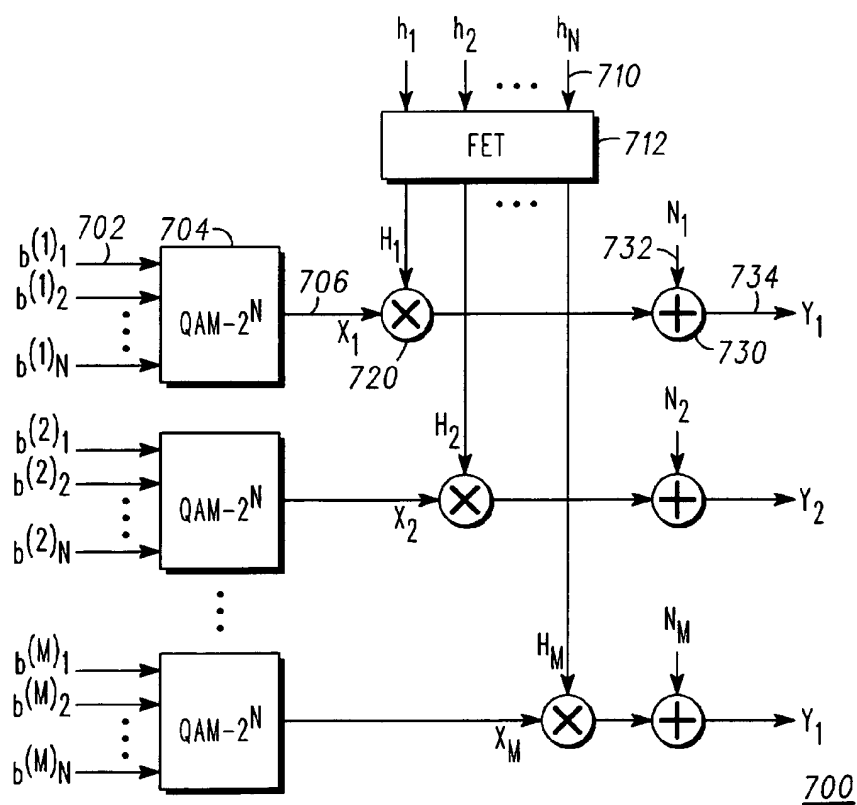 h1 h2 ... hN
710
FET
712
...
H1
N1
702
704
732
b(1)1
706
734
b(1)2
QAM-2N
X1
Y1
720
730
b(1)N
H2
N2
b(2)1
b(2)2
QAM-2N
X2
Y2
b(2)N
HM
NM
b(M)1
b(M)2
QAM-2N
XM
Y1
b(M)N
700